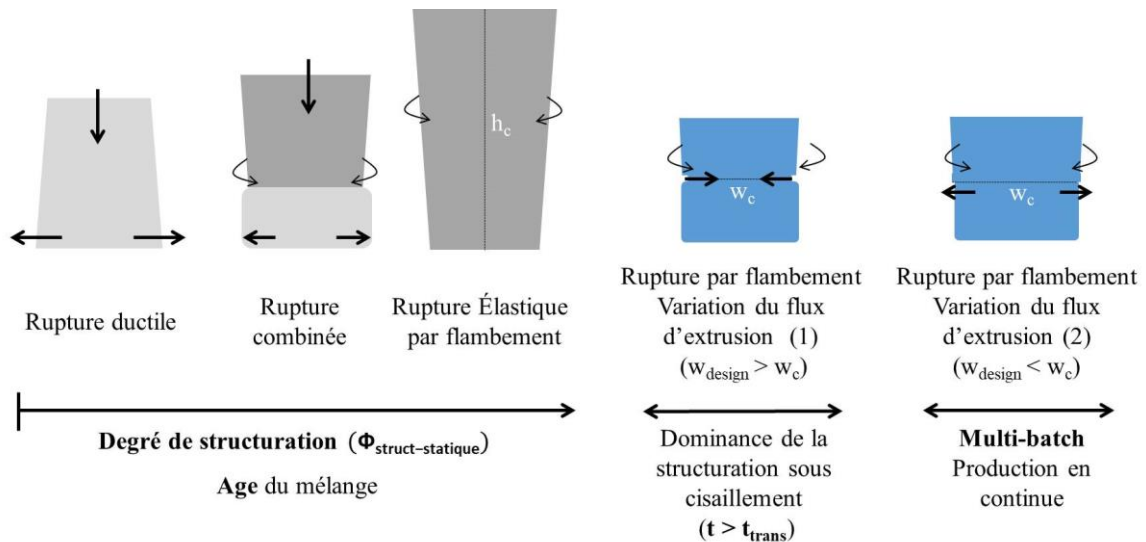 h_c
w_c
w_c
Rupture ductile
Rupture
combinée
Rupture Élastique
par flambement
Rupture par flambement
Variation du flux
d'extrusion (1)
(w_design > w_c)
Rupture par flambement
Variation du flux
d'extrusion (2)
(w_design < w_c)
Degré de structuration (Φ_struct–statique)
Age du mélange
Dominance de la
structuration sous
cisaillement
(t > t_trans)
Multi-batch
Production en
continue